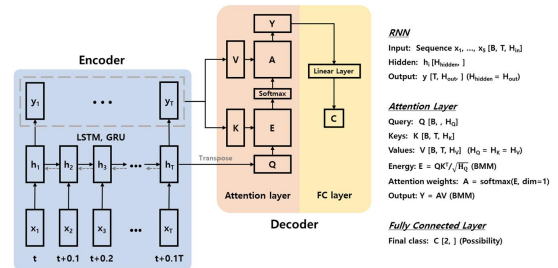 Encoder
y1
yT
LSTM, GRU
h1
h2
h3
hT
x1
x2
x3
xT
t
t+0.1
t+0.2
t+0.1T
Transpose
Y
V
A
Softmax
K
E
Q
Attention layer
Linear Layer
C
FC layer
Decoder
RNN
Input: Sequence x1, ..., x5 [B, T, Hin]
Hidden: hi [Hhidden, ]
Output: y [T, Hout, ] (Hhidden = Hout)
Attention Layer
Query: Q [B, , HQ]
Keys: K [B, T, HK]
Values: V [B, T, HV] (HQ = HK = HV)
Energy: E = QK^T/√HQ (BMM)
Attention weights: A = softmax(E, dim=1)
Output: Y = AV (BMM)
Fully Connected Layer
Final class: C [2, ] (Possibility)